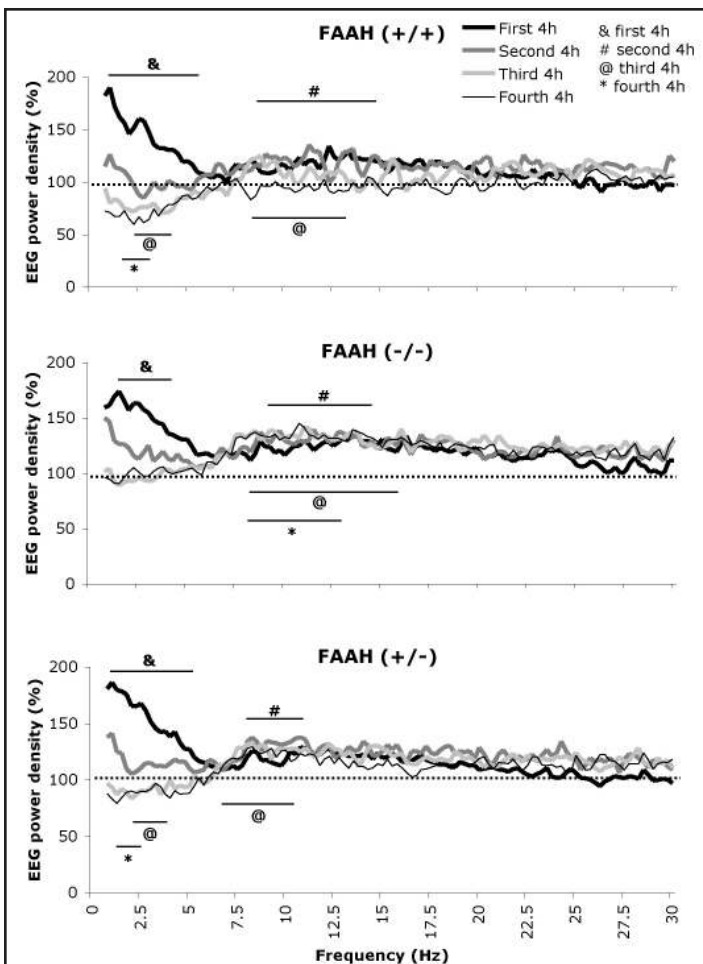 FAAH (+/+)
First 4h
Second 4h
Third 4h
Fourth 4h
& first 4h
# second 4h
@ third 4h
* fourth 4h
EEG power density (%)
200
150
100
50
0
&
#
@
@
*
FAAH (-/-)
EEG power density (%)
200
150
100
50
0
&
#
@
*
FAAH (+/-)
EEG power density (%)
200
150
100
50
0
&
#
@
@
*
0 2.5 5 7.5 10 12.5 15 17.5 20 22.5 25 27.5 30
Frequency (Hz)